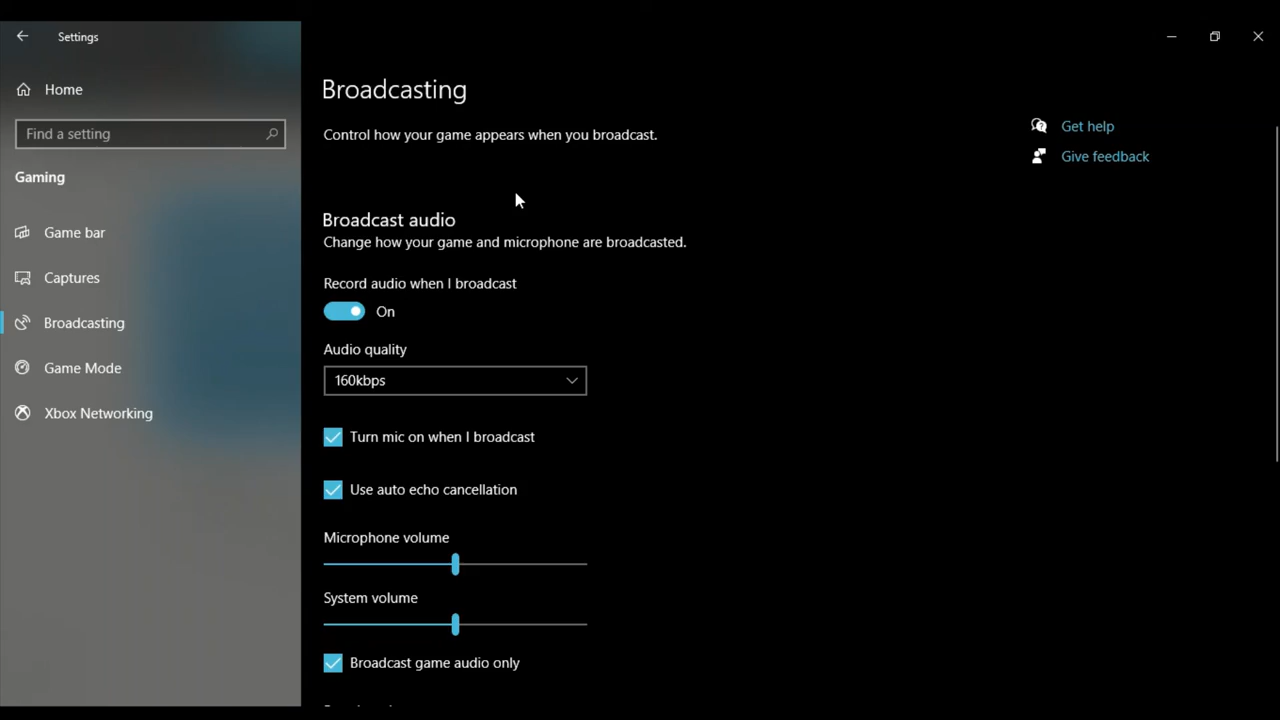 Settings
Home
Find a setting
Gaming
Game bar
Captures
Broadcasting
Game Mode
Xbox Networking
Broadcasting
Control how your game appears when you broadcast.
Broadcast audio
Change how your game and microphone are broadcasted.
Record audio when I broadcast
On
Audio quality
160kbps
Turn mic on when I broadcast
Use auto echo cancellation
Microphone volume
System volume
Broadcast game audio only
Get help
Give feedback